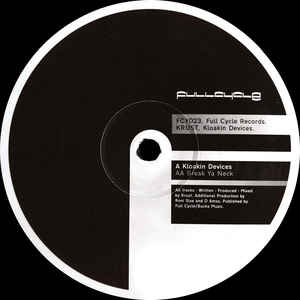 fullcycle
FCY023. Full Cycle Records.
KRUST. Kloakin Devices.
A Kloakin Devices
AA Break Ya Neck
All tracks - Written - Produced - Mixed
by Krust. Additional Production by
Roni Size and D Amos. Published by
Full Cycle/Bucks Music.